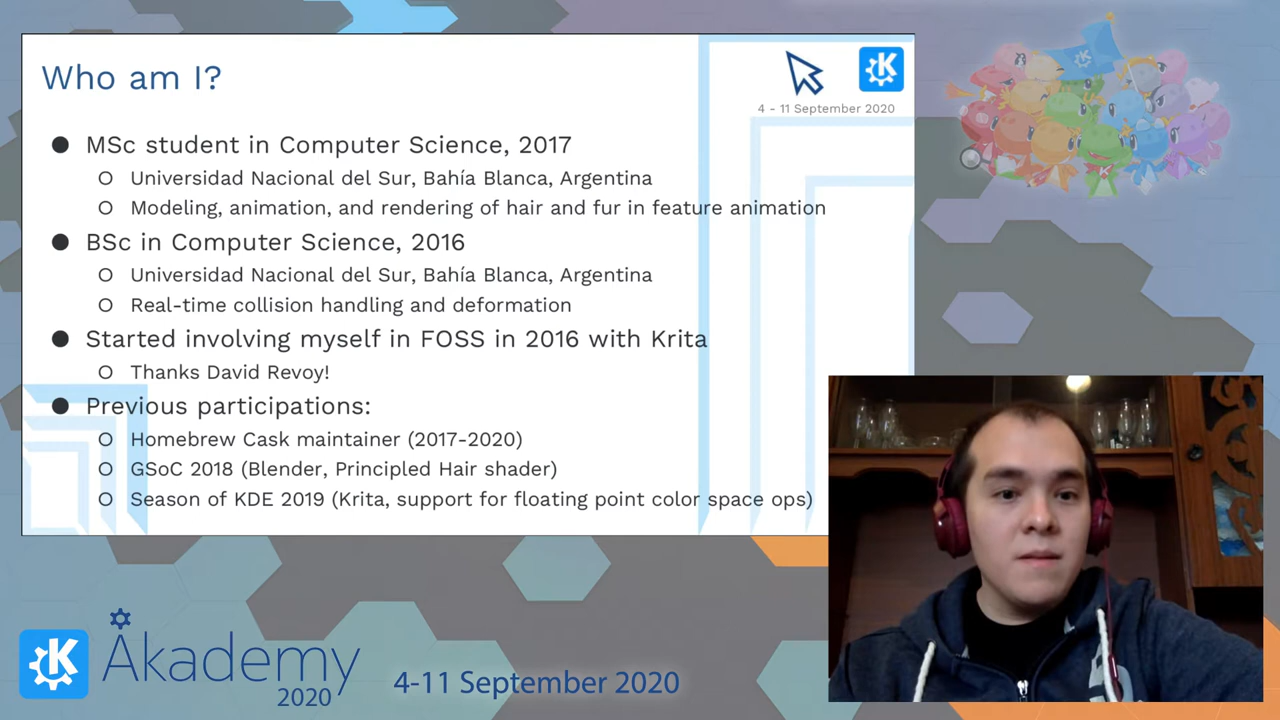 Who am I?
4 - 11 September 2020
● MSc student in Computer Science, 2017
○ Universidad Nacional del Sur, Bahía Blanca, Argentina
○ Modeling, animation, and rendering of hair and fur in feature animation
● BSc in Computer Science, 2016
○ Universidad Nacional del Sur, Bahía Blanca, Argentina
○ Real-time collision handling and deformation
● Started involving myself in FOSS in 2016 with Krita
○ Thanks David Revoy!
● Previous participations:
○ Homebrew Cask maintainer (2017-2020)
○ GSoC 2018 (Blender, Principled Hair shader)
○ Season of KDE 2019 (Krita, support for floating point color space ops)
Akademy
2020
4-11 September 2020